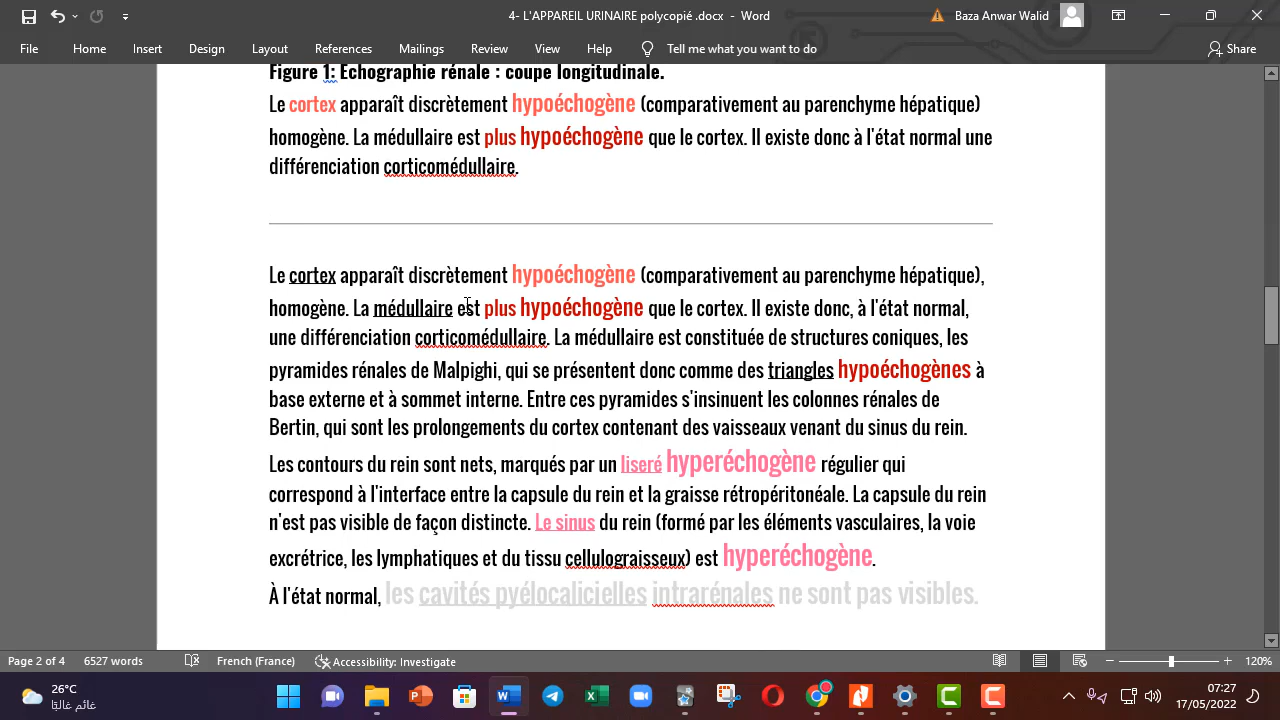 4- L'APPAREIL URINAIRE polycopié .docx - Word
Baza Anwar Walid
File Home Insert Design Layout References Mailings Review View Help Tell me what you want to do Share
Figure 1: Echographie rénale : coupe longitudinale.
Le cortex apparaît discrètement hypoéchogène (comparativement au parenchyme hépatique)
homogène. La médullaire est plus hypoéchogène que le cortex. Il existe donc à l'état normal une
différenciation corticomédullaire.
Le cortex apparaît discrètement hypoéchogène (comparativement au parenchyme hépatique),
homogène. La médullaire est plus hypoéchogène que le cortex. Il existe donc, à l'état normal,
une différenciation corticomédullaire. La médullaire est constituée de structures coniques, les
pyramides rénales de Malpighi, qui se présentent donc comme des triangles hypoéchogènes à
base externe et à sommet interne. Entre ces pyramides s'insinuent les colonnes rénales de
Bertin, qui sont les prolongements du cortex contenant des vaisseaux venant du sinus du rein.
Les contours du rein sont nets, marqués par un liseré hyperéchogène régulier qui
correspond à l'interface entre la capsule du rein et la graisse rétropéritonéale. La capsule du rein
n'est pas visible de façon distincte. Le sinus du rein (formé par les éléments vasculaires, la voie
excrétrice, les lymphatiques et du tissu cellulograisseux) est hyperéchogène.
À l'état normal, les cavités pyélocalicielles intrarénales ne sont pas visibles.
Page 2 of 4 6527 words French (France) Accessibility: Investigate 120%
26°C
غائم غالبًا
07:27
17/05/2022